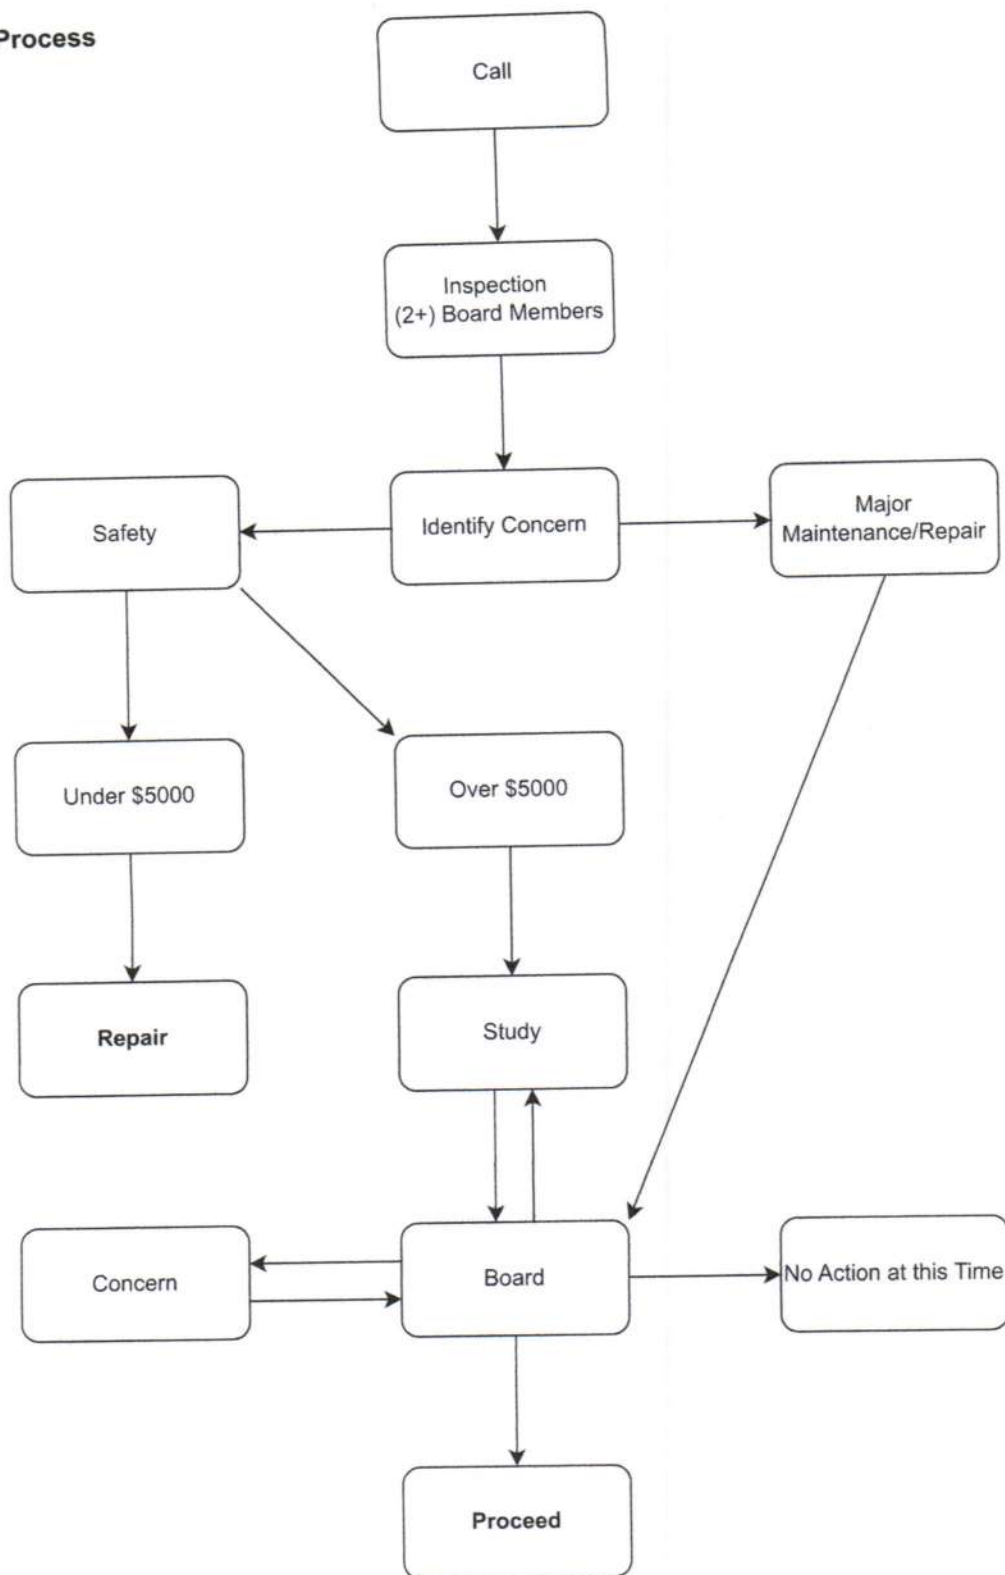 Process
Call
Inspection
(2+) Board Members
Safety
Identify Concern
Major
Maintenance/Repair
Under $5000
Over $5000
Repair
Study
Concern
Board
No Action at this Time
Proceed